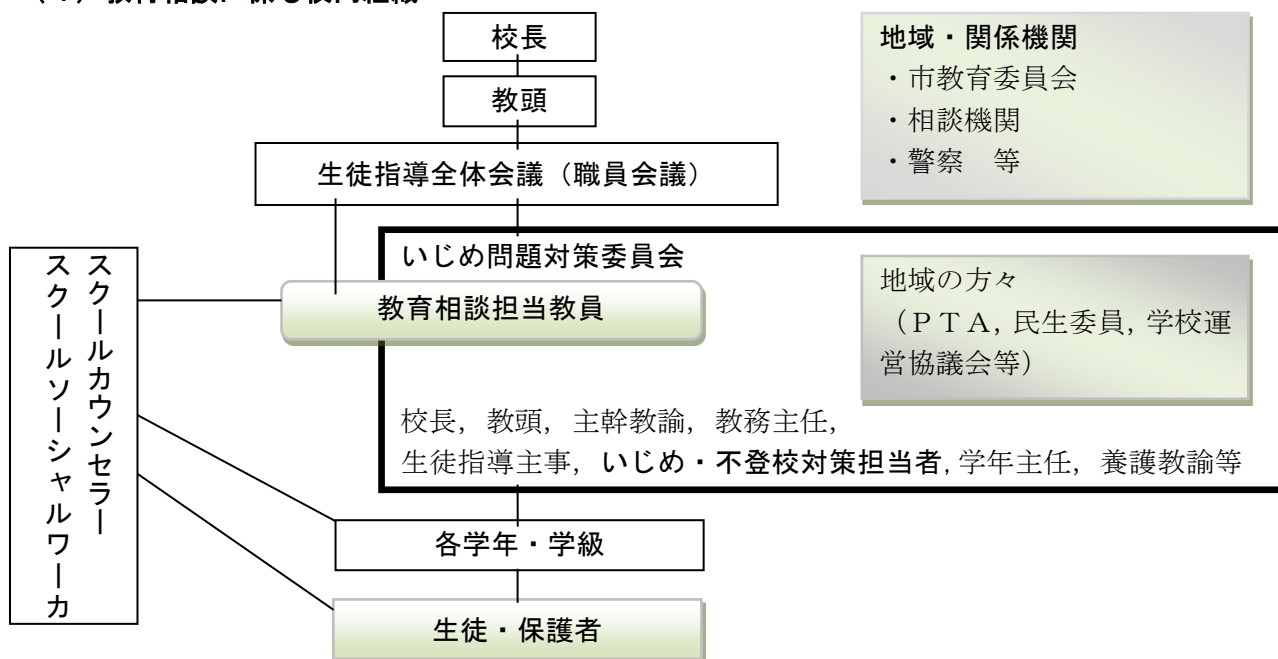 校長
教頭
生徒指導全体会議（職員会議）
地域・関係機関
・市教育委員会
・相談機関
・警察　等
スクールカウンセラー
スクールソーシャルワーカ
いじめ問題対策委員会
教育相談担当教員
地域の方々
（ＰＴＡ，民生委員，学校運
営協議会等）
校長，教頭，主幹教諭，教務主任，
生徒指導主事，いじめ・不登校対策担当者，学年主任，養護教諭等
各学年・学級
生徒・保護者